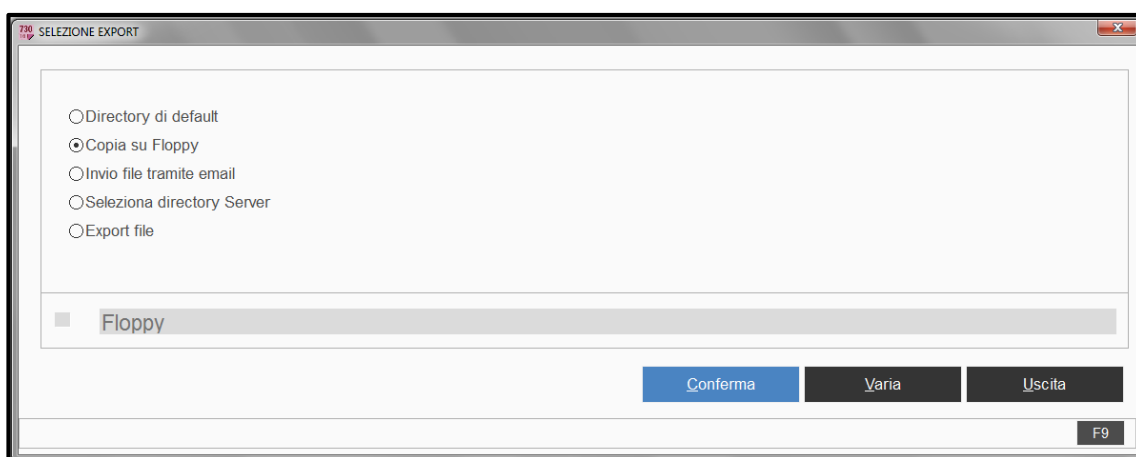 730
SELEZIONE EXPORT
Directory di default
Copia su Floppy
Invio file tramite email
Seleziona directory Server
Export file
Floppy
Conferma Varia Uscita
F9